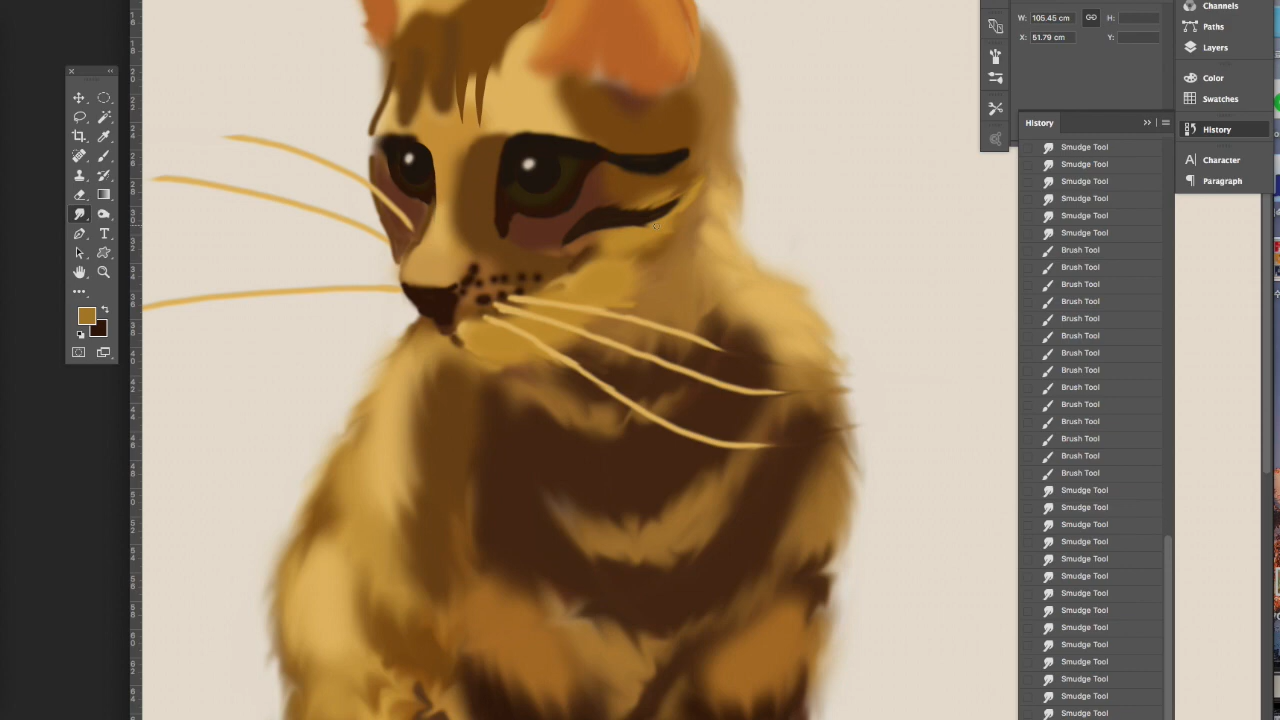 Channels
W: 105.45 cm
H:
Paths
X: 51.79 cm
Y:
Layers
Color
Swatches
History
History
Character
Paragraph
Smudge Tool
Smudge Tool
Smudge Tool
Smudge Tool
Smudge Tool
Smudge Tool
Brush Tool
Brush Tool
Brush Tool
Brush Tool
Brush Tool
Brush Tool
Brush Tool
Brush Tool
Brush Tool
Brush Tool
Brush Tool
Brush Tool
Brush Tool
Brush Tool
Smudge Tool
Smudge Tool
Smudge Tool
Smudge Tool
Smudge Tool
Smudge Tool
Smudge Tool
Smudge Tool
Smudge Tool
Smudge Tool
Smudge Tool
Smudge Tool
Smudge Tool
Smudge Tool